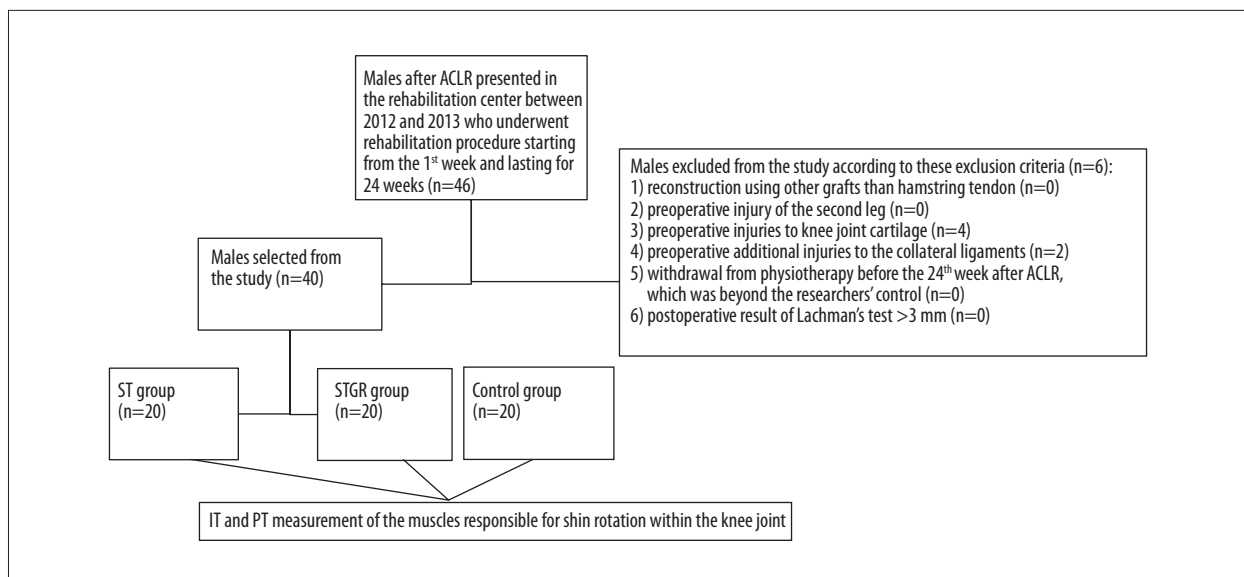 Males after ACLR presented in
the rehabilitation center between
2012 and 2013 who underwent
rehabilitation procedure starting
from the 1st week and lasting for
24 weeks (n=46)
Males excluded from the study according to these exclusion criteria (n=6):
1) reconstruction using other grafts than hamstring tendon (n=0)
2) preoperative injury of the second leg (n=0)
3) preoperative injuries to knee joint cartilage (n=4)
4) preoperative additional injuries to the collateral ligaments (n=2)
5) withdrawal from physiotherapy before the 24th week after ACLR,
which was beyond the researchers' control (n=0)
6) postoperative result of Lachman's test >3 mm (n=0)
Males selected from
the study (n=40)
ST group
(n=20)
STGR group
(n=20)
Control group
(n=20)
IT and PT measurement of the muscles responsible for shin rotation within the knee joint